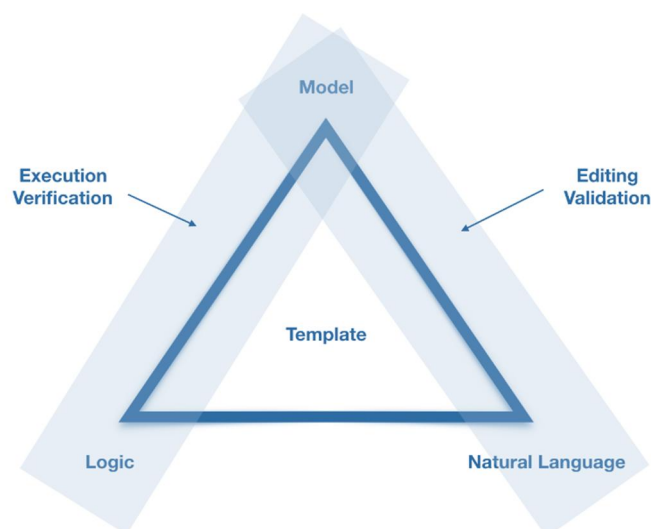 Model
Execution
Verification
Editing
Validation
Template
Logic
Natural Language